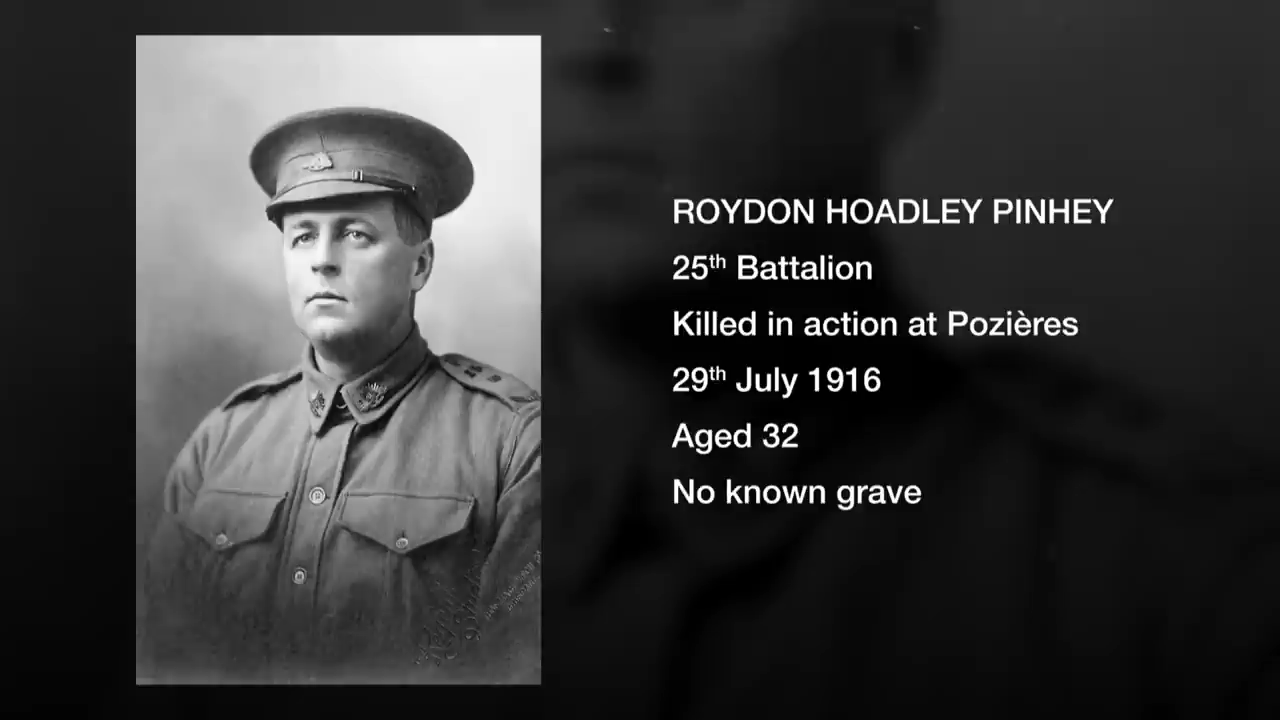 ROYDON HOADLEY PINHEY
25th Battalion
Killed in action at Pozières
29th July 1916
Aged 32
No known grave